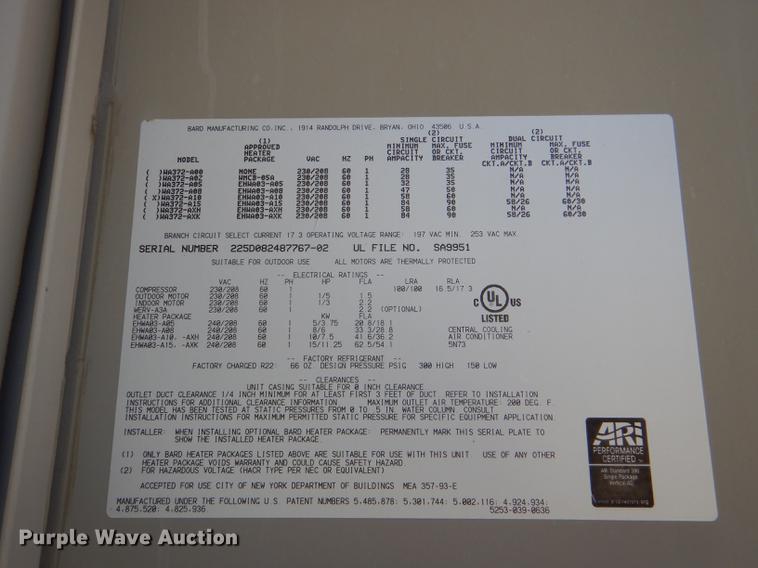 BARD MANUFACTURING CO.INC., 1914 RANDOLPH DRIVE, BRYAN, OHIO 43506 U.S.A.
(1) (2) (2)
APPROVED SINGLE CIRCUIT DUAL CIRCUIT
HEATER MINIMUM MAX. FUSE MINIMUM MAX. FUSE
MODEL PACKAGE VAC HZ PH CIRCUIT OR CKT. CIRCUIT OR CKT.
AMPACITY BREAKER AMPACITY BREAKER
CKT.A/CKT.B CKT.A/CKT.B
( )WA372-A00 NONE 230/208 60 1 28 35 N/A N/A
( )WA372-A0Z WMCB-05A 230/208 60 1 28 35 N/A N/A
( )WA372-A05 EHWA03-A05 230/208 60 1 32 35 N/A N/A
( )WA372-A08 EHWA03-A08 230/208 60 1 47 50 N/A N/A
(X)WA372-A10 EHWA03-A10 230/208 60 1 58 60 N/A N/A
( )WA372-A15 EHWA03-A15 230/208 60 1 84 90 58/26 60/30
( )WA372-AXH EHWA03-AXH 230/208 60 1 58 60 N/A N/A
( )WA372-AXK EHWA03-AXK 230/208 60 1 84 90 58/26 60/30
BRANCH CIRCUIT SELECT CURRENT 17.3 OPERATING VOLTAGE RANGE: 197 VAC MIN. 253 VAC MAX.
SERIAL NUMBER 225D082487767-02 UL FILE NO. SA9951
SUITABLE FOR OUTDOOR USE ALL MOTORS ARE THERMALLY PROTECTED
-- ELECTRICAL RATINGS --
VAC HZ PH HP FLA LRA RLA
COMPRESSOR 230/208 60 1 100/100 16.5/17.3
OUTDOOR MOTOR 230/208 60 1 1/5 1.5
INDOOR MOTOR 230/208 60 1 1/3 2.2
WERV-A3A 230/208 60 1 2.2 (OPTIONAL)
HEATER PACKAGE KW FLA
EHWA03-A05 240/208 60 1 5/3.75 20.8/18.1
EHWA03-A08 240/208 60 1 8/6 33.3/28.8
EHWA03-A10, -AXH 240/208 60 1 10/7.5 41.6/36.2
EHWA03-A15, -AXK 240/208 60 1 15/11.25 62.5/54.1
C UL US
LISTED
CENTRAL COOLING
AIR CONDITIONER
5N73
-- FACTORY REFRIGERANT --
FACTORY CHARGED R22: 66 OZ. DESIGN PRESSURE PSIG 300 HIGH 150 LOW
-- CLEARANCES --
UNIT CASING SUITABLE FOR 0 INCH CLEARANCE.
OUTLET DUCT CLEARANCE 1/4 INCH MINIMUM FOR AT LEAST FIRST 3 FEET OF DUCT. REFER TO INSTALLATION
INSTRUCTIONS FOR ADDITIONAL CLEARANCE INFORMATION. MAXIMUM OUTLET AIR TEMPERATURE: 200 DEG. F.
THIS MODEL HAS BEEN TESTED AT STATIC PRESSURES FROM 0 TO .5 IN. WATER COLUMN. CONSULT
INSTALLATION INSTRUCTIONS FOR MAXIMUM PERMITTED STATIC PRESSURE FOR SPECIFIC EQUIPMENT APPLICATION.
INSTALLER: WHEN INSTALLING OPTIONAL BARD HEATER PACKAGE: PERMANENTLY MARK THIS SERIAL PLATE TO
SHOW THE INSTALLED HEATER PACKAGE.
(1) ONLY BARD HEATER PACKAGES LISTED ABOVE ARE SUITABLE FOR USE WITH THIS UNIT. USE OF ANY OTHER
HEATER PACKAGE VOIDS WARRANTY AND COULD CAUSE SAFETY HAZARD.
(2) FOR HAZARDOUS VOLTAGE (HACR TYPE PER NEC OR EQUIVALENT)
ACCEPTED FOR USE CITY OF NEW YORK DEPARTMENT OF BUILDINGS MEA 357-93-E
MANUFACTURED UNDER THE FOLLOWING U.S. PATENT NUMBERS 5,485,878; 5,301,744; 5,002,116; 4,924,934;
4,875,520; 4,825,936 5253-039-0636
ARI
PERFORMANCE
CERTIFIED
ARI Standard 390
Single Package
Vertical AC
Purple Wave Auction